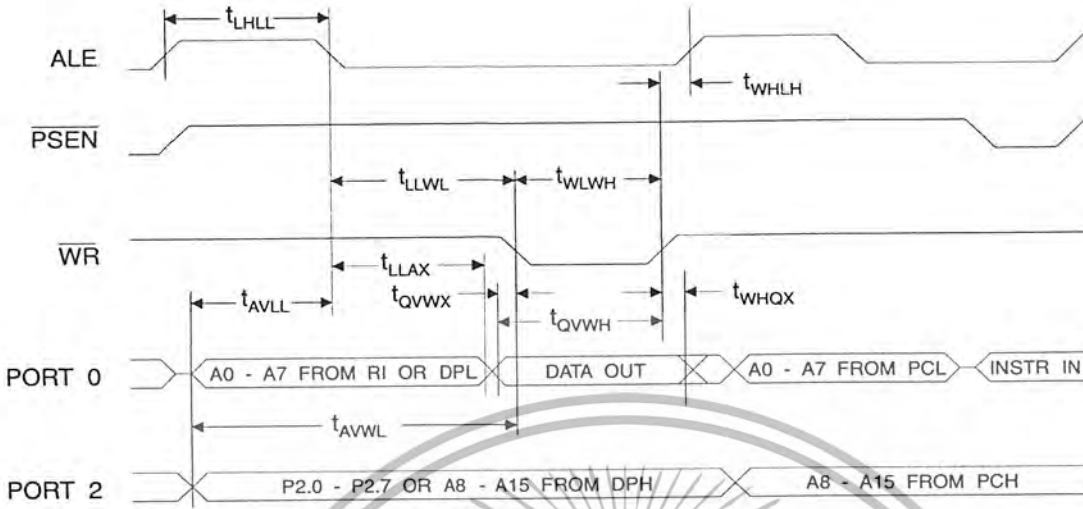 tLHLL
ALE
tWHLH
PSEN
tLLWL
tWLWH
WR
tLLAX
tAVLL
tQVWX
tWHQX
tQVWH
PORT 0
A0 - A7 FROM RI OR DPL
DATA OUT
A0 - A7 FROM PCL
INSTR IN
tAVWL
PORT 2
P2.0 - P2.7 OR A8 - A15 FROM DPH
A8 - A15 FROM PCH